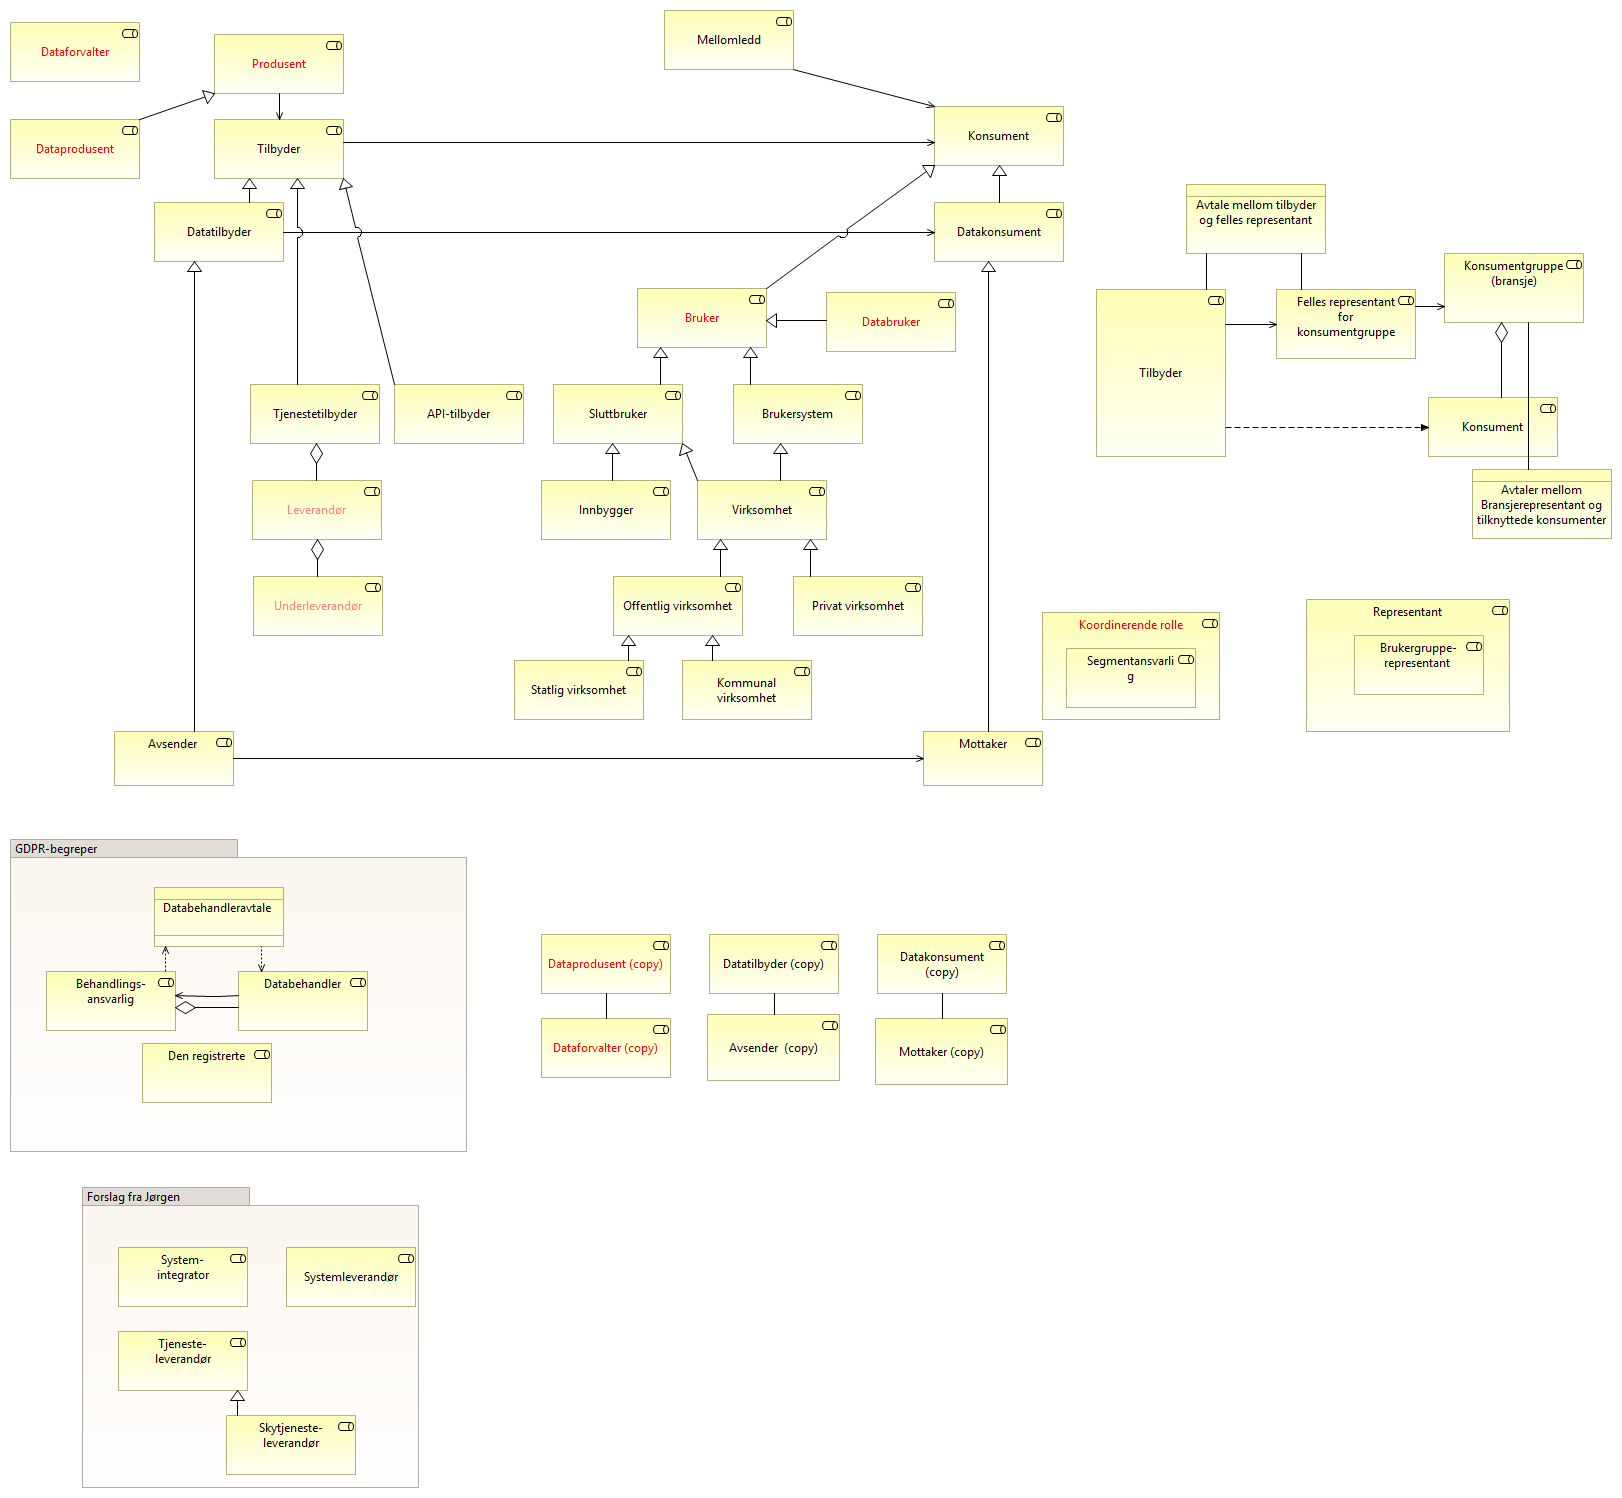 Dataforvalter
Produsent
Mellomledd
Dataprodusent
Tilbyder
Konsument
Datatilbyder
Datakonsument
Avtale mellom tilbyder
og felles representant
Konsumentgruppe
(bransje)
Bruker
Databruker
Felles representant
for
konsumentgruppe
Tilbyder
Tjenestetilbyder
API-tilbyder
Sluttbruker
Brukersystem
Konsument
Leverandør
Innbygger
Virksomhet
Avtaler mellom
Bransjerepresentant og
tilknyttede konsumenter
Underleverandør
Offentlig virksomhet
Privat virksomhet
Koordinerende rolle
Segmentansvarli
g
Representant
Brukergruppe-
representant
Statlig virksomhet
Kommunal
virksomhet
Avsender
Mottaker
GDPR-begreper
Databehandleravtale
Behandlings-
ansvarlig
Databehandler
Den registrerte
Dataprodusent (copy)
Datatilbyder (copy)
Datakonsument
(copy)
Dataforvalter (copy)
Avsender  (copy)
Mottaker (copy)
Forslag fra Jørgen
System-
integrator
Systemleverandør
Tjeneste-
leverandør
Skytjeneste-
leverandør